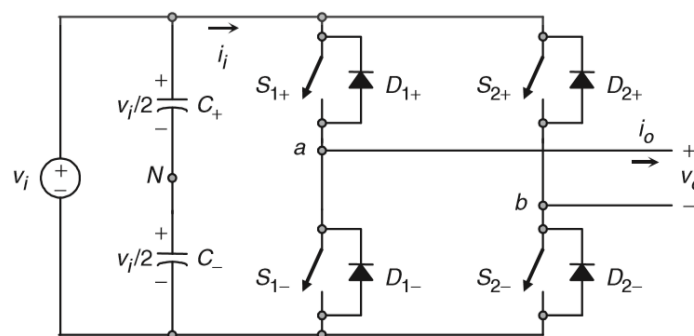 i_i
+
v_i/2 C_+
−
S_1+ D_1+
S_2+ D_2+
a
i_o
+
v_i
+
−
N
v_o
b
−
+
v_i/2 C_−
−
S_1− D_1−
S_2− D_2−